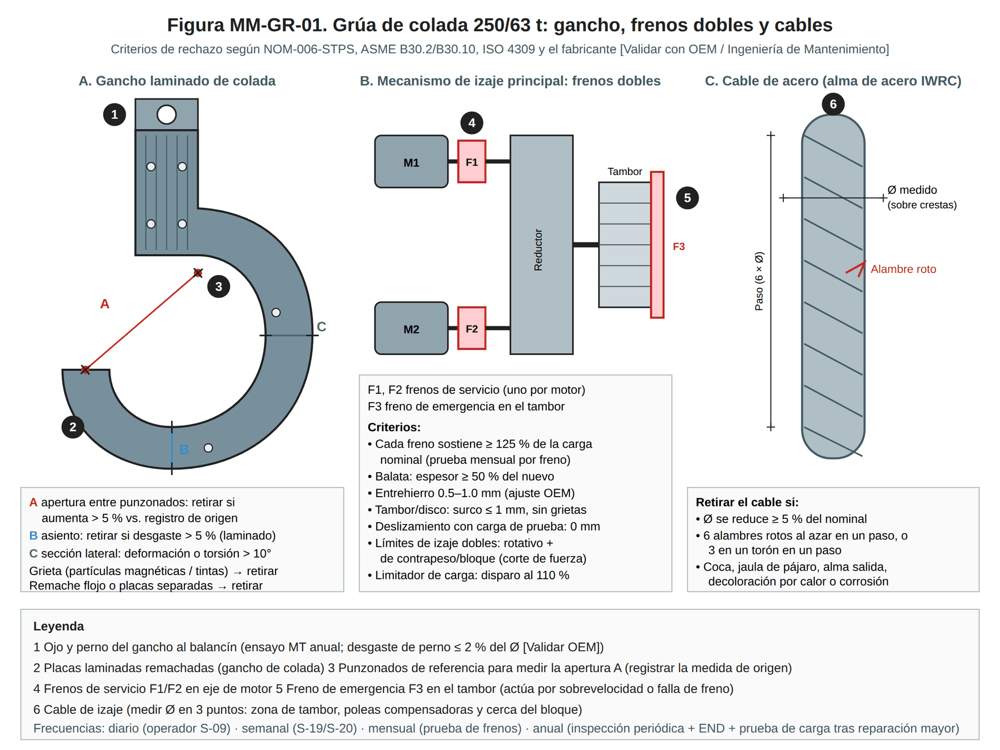 Figura MM-GR-01. Grúa de colada 250/63 t: gancho, frenos dobles y cables
Criterios de rechazo según NOM-006-STPS, ASME B30.2/B30.10, ISO 4309 y el fabricante [Validar con OEM / Ingeniería de Mantenimiento]
A. Gancho laminado de colada
1
3
A
C
2
B
A apertura entre punzonados: retirar si
aumenta > 5 % vs. registro de origen
B asiento: retirar si desgaste > 5 % (laminado)
C sección lateral: deformación o torsión > 10°
Grieta (partículas magnéticas / tintas) → retirar
Remache flojo o placas separadas → retirar
B. Mecanismo de izaje principal: frenos dobles
4
M1
F1
Tambor
5
Reductor
F3
M2
F2
F1, F2 frenos de servicio (uno por motor)
F3 freno de emergencia en el tambor
Criterios:
• Cada freno sostiene ≥ 125 % de la carga
nominal (prueba mensual por freno)
• Balata: espesor ≥ 50 % del nuevo
• Entrehierro 0.5–1.0 mm (ajuste OEM)
• Tambor/disco: surco ≤ 1 mm, sin grietas
• Deslizamiento con carga de prueba: 0 mm
• Límites de izaje dobles: rotativo +
de contrapeso/bloque (corte de fuerza)
• Limitador de carga: disparo al 110 %
C. Cable de acero (alma de acero IWRC)
6
Ø medido
(sobre crestas)
Paso (6 × Ø)
Alambre roto
Retirar el cable si:
• Ø se reduce ≥ 5 % del nominal
• 6 alambres rotos al azar en un paso, o
3 en un torón en un paso
• Coca, jaula de pájaro, alma salida,
decoloración por calor o corrosión
Leyenda
1 Ojo y perno del gancho al balancín (ensayo MT anual; desgaste de perno ≤ 2 % del Ø [Validar OEM])
2 Placas laminadas remachadas (gancho de colada) 3 Punzonados de referencia para medir la apertura A (registrar la medida de origen)
4 Frenos de servicio F1/F2 en eje de motor 5 Freno de emergencia F3 en el tambor (actúa por sobrevelocidad o falla de freno)
6 Cable de izaje (medir Ø en 3 puntos: zona de tambor, poleas compensadoras y cerca del bloque)
Frecuencias: diario (operador S-09) · semanal (S-19/S-20) · mensual (prueba de frenos) · anual (inspección periódica + END + prueba de carga tras reparación mayor)